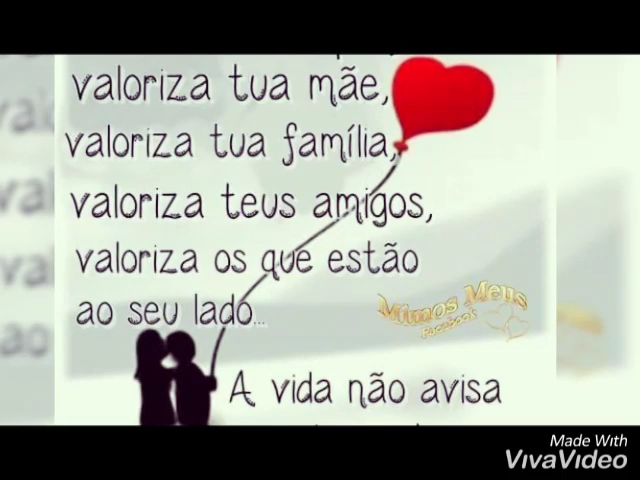 valoriza tua mãe,
valoriza tua família,
valoriza teus amigos,
valoriza os que estão
ao seu lado...
Mimos Meus
Facebook
A vida não avisa
Made With
VivaVideo